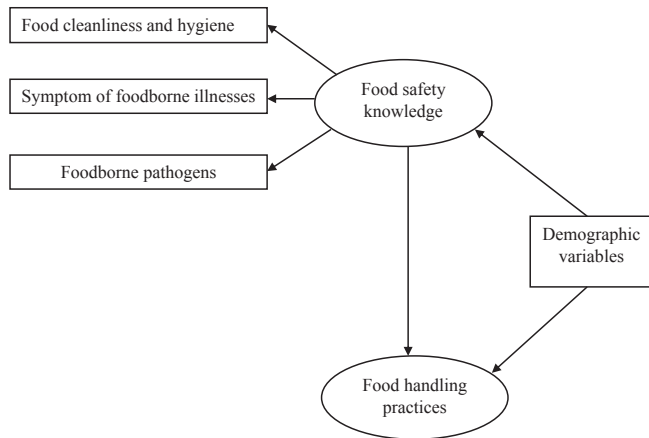 Food cleanliness and hygiene
Symptom of foodborne illnesses
Foodborne pathogens
Food safety
knowledge
Demographic
variables
Food handling
practices